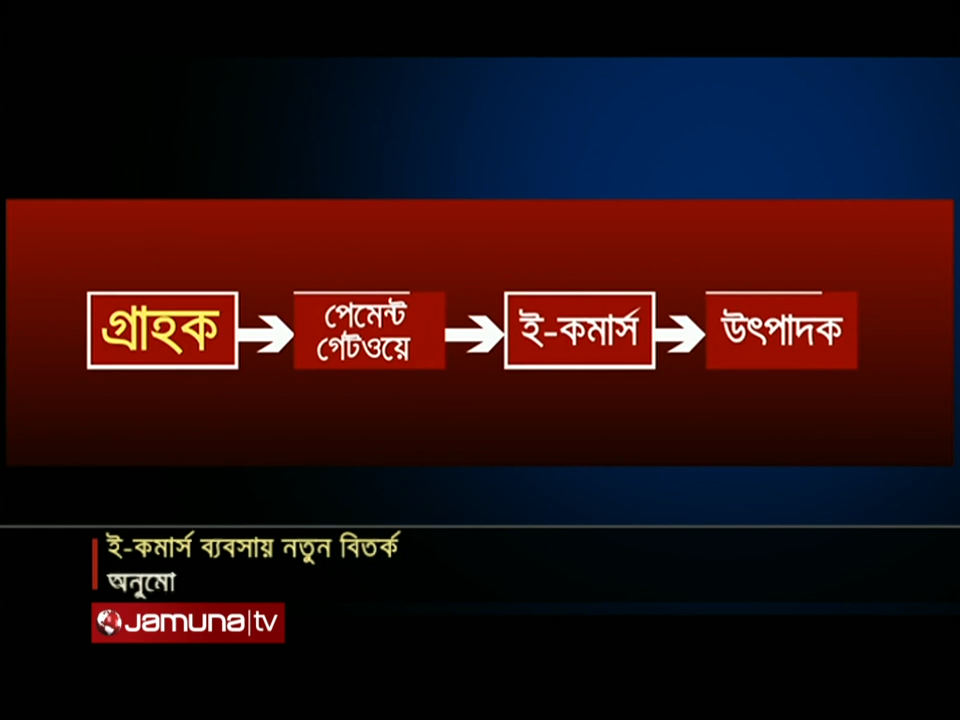 গ্রাহক
পেমেন্ট
গেটওয়ে
ই-কমার্স
উৎপাদক
ই-কমার্স ব্যবসায় নতুন বিতর্ক
অনুমো
Jamuna|tv